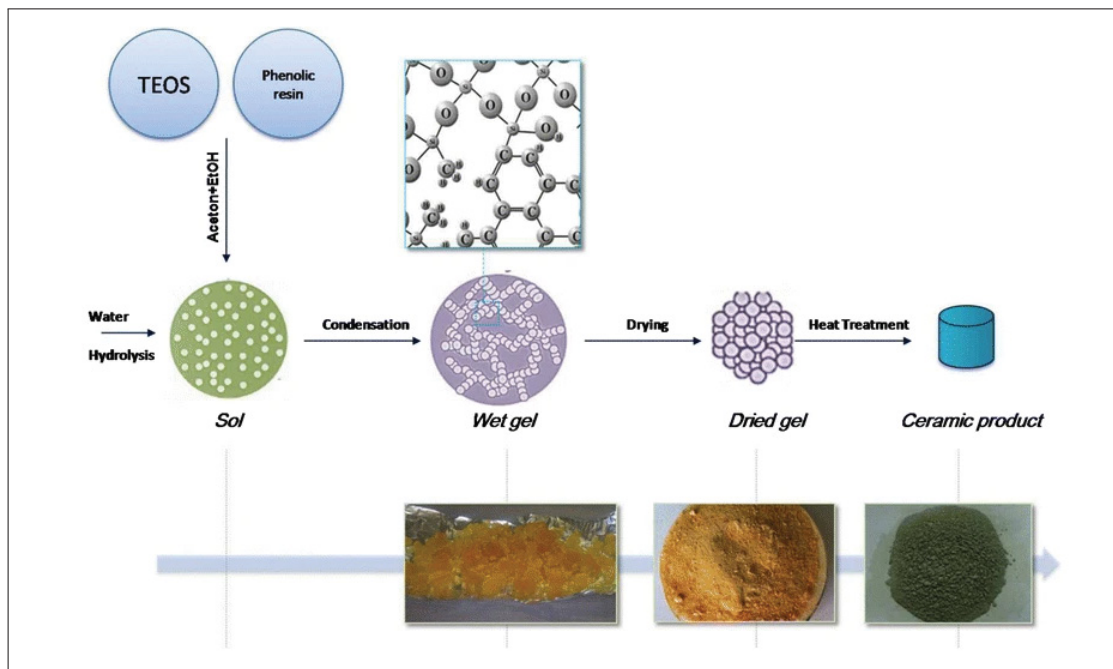 TEOS
Phenolic
resin
Aceton+EtOH
Water
Hydrolysis
Condensation
Drying
Heat Treatment
Sol
Wet gel
Dried gel
Ceramic product